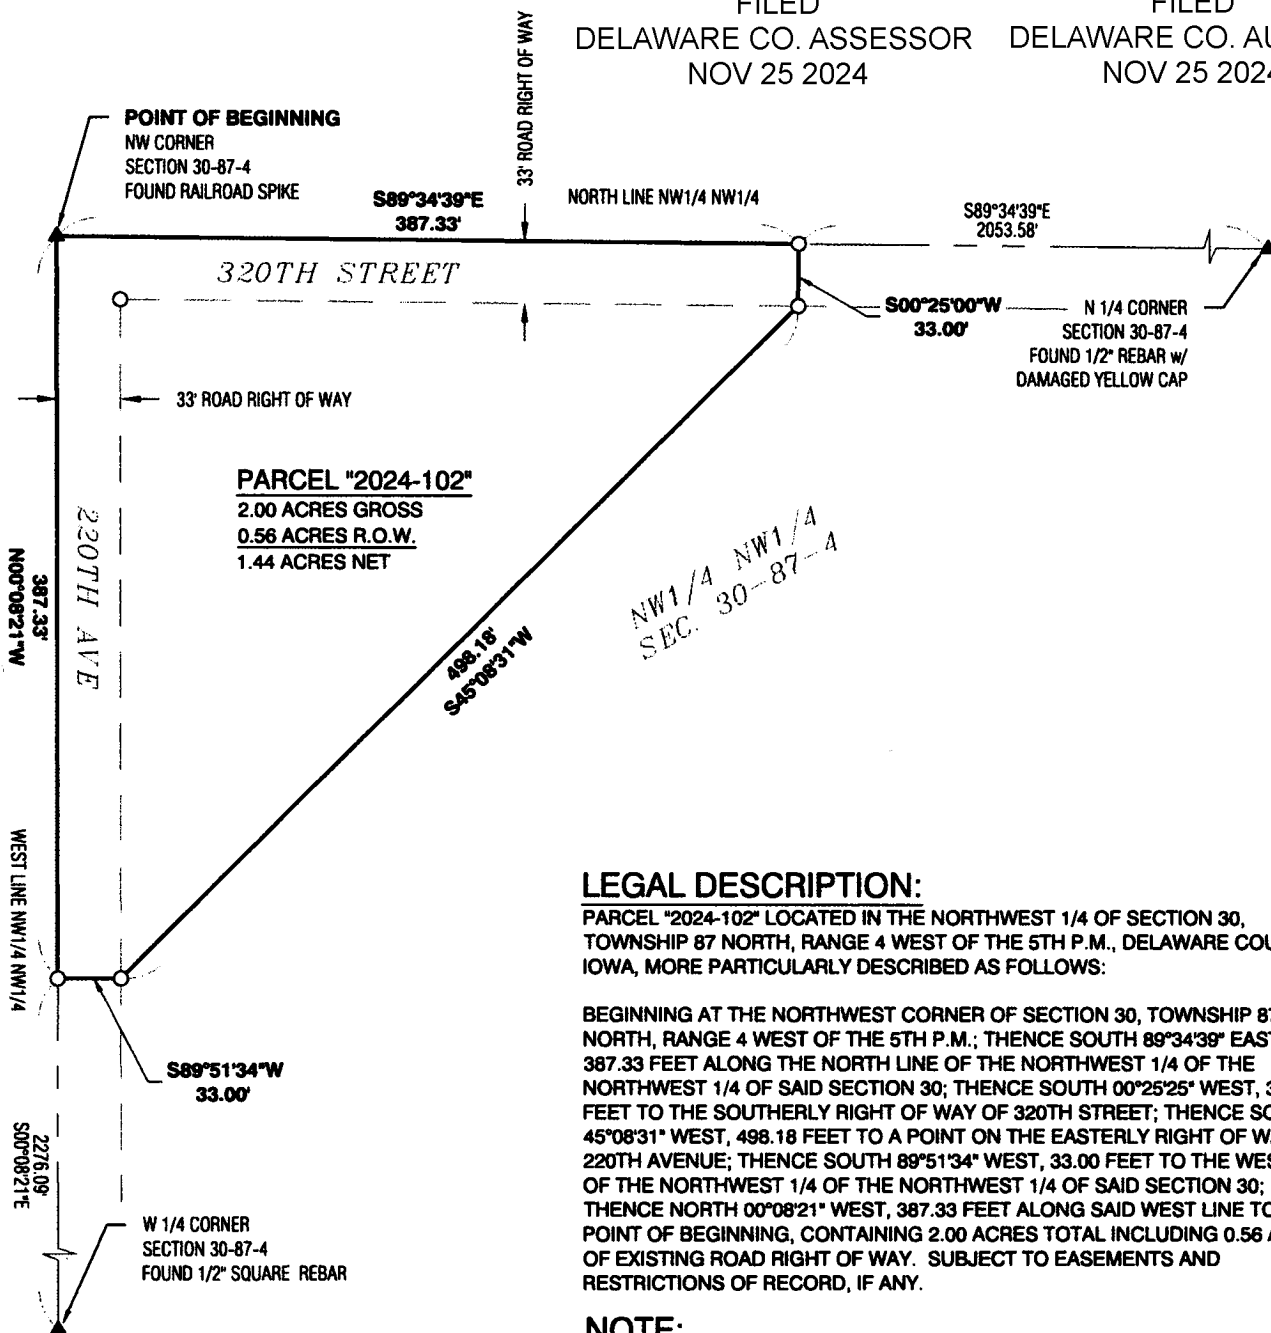 FILED
DELAWARE CO. ASSESSOR
NOV 25 2024
FILED
DELAWARE CO.
NOV 25
POINT OF BEGINNING
NW CORNER
SECTION 30-87-4
FOUND RAILROAD SPIKE
33' ROAD RIGHT OF WAY
S89°34'39"E
387.33'
NORTH LINE NW1/4 NW1/4
S89°34'39"E
2053.58'
320TH STREET
S00°25'00"W
33.00'
N 1/4 CORNER
SECTION 30-87-4
FOUND 1/2" REBAR w/
DAMAGED YELLOW CAP
33' ROAD RIGHT OF WAY
PARCEL "2024-102"
2.00 ACRES GROSS
0.56 ACRES R.O.W.
1.44 ACRES NET
220TH AVE
387.33'
N00°08'21"W
NW1/4 NW1/4
SEC. 30-87-4
498.18'
S45°08'31"W
WEST LINE NW1/4 NW1/4
S89°51'34"W
33.00'
2276.09'
S00°08'21"E
W 1/4 CORNER
SECTION 30-87-4
FOUND 1/2" SQUARE REBAR
LEGAL DESCRIPTION:
PARCEL "2024-102" LOCATED IN THE NORTHWEST 1/4 OF SECTION 30,
TOWNSHIP 87 NORTH, RANGE 4 WEST OF THE 5TH P.M., DELAWARE
IOWA, MORE PARTICULARLY DESCRIBED AS FOLLOWS:
BEGINNING AT THE NORTHWEST CORNER OF SECTION 30, TOWNSHIP 87
NORTH, RANGE 4 WEST OF THE 5TH P.M.; THENCE SOUTH 89°34'39" EAST
387.33 FEET ALONG THE NORTH LINE OF THE NORTHWEST 1/4 OF THE
NORTHWEST 1/4 OF SAID SECTION 30; THENCE SOUTH 00°25'25" WEST,
FEET TO THE SOUTHERLY RIGHT OF WAY OF 320TH STREET; THENCE
45°08'31" WEST, 498.18 FEET TO A POINT ON THE EASTERLY RIGHT OF
220TH AVENUE; THENCE SOUTH 89°51'34" WEST, 33.00 FEET TO THE
OF THE NORTHWEST 1/4 OF THE NORTHWEST 1/4 OF SAID SECTION 30;
THENCE NORTH 00°08'21" WEST, 387.33 FEET ALONG SAID WEST LINE TO
POINT OF BEGINNING, CONTAINING 2.00 ACRES TOTAL INCLUDING 0.56
OF EXISTING ROAD RIGHT OF WAY. SUBJECT TO EASEMENTS AND
RESTRICTIONS OF RECORD, IF ANY.
NOTE: